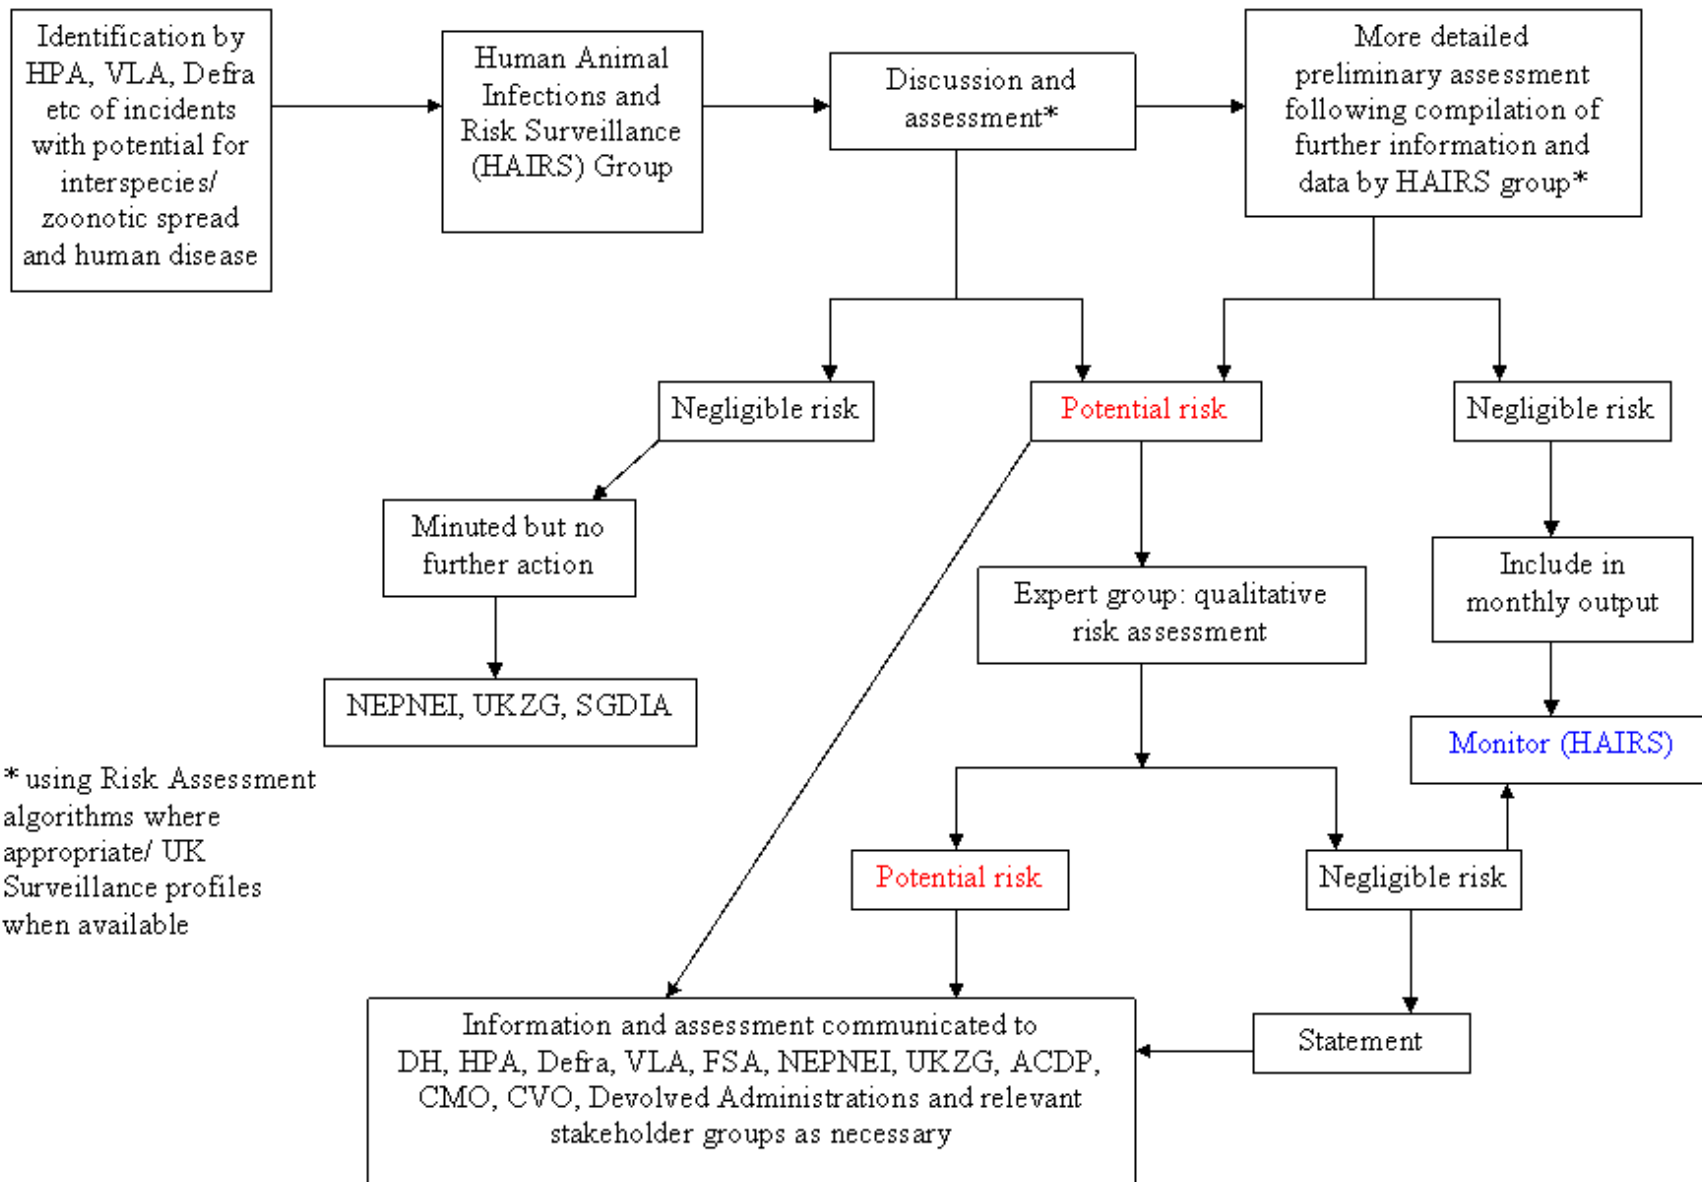 Identification by
HPA, VLA, Defra
etc of incidents
with potential for
interspecies/
zoonotic spread
and human disease
Human Animal
Infections and
Risk Surveillance
(HAIRS) Group
Discussion and
assessment*
More detailed
preliminary assessment
following compilation of
further information and
data by HAIRS group*
Negligible risk
Potential risk
Negligible risk
Minuted but no
further action
Expert group: qualitative
risk assessment
Include in
monthly output
NEPNEI, UKZG, SGDIA
Monitor (HAIRS)
* using Risk Assessment
algorithms where
appropriate/ UK
Surveillance profiles
when available
Potential risk
Negligible risk
Statement
Information and assessment communicated to
DH, HPA, Defra, VLA, FSA, NEPNEI, UKZG, ACDP,
CMO, CVO, Devolved Administrations and relevant
stakeholder groups as necessary